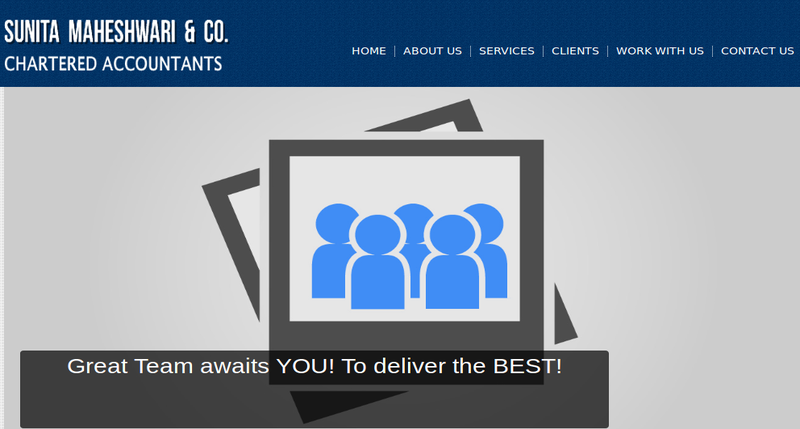 SUNITA MAHESHWARI & CO.
CHARTERED ACCOUNTANTS
HOME | ABOUT US | SERVICES | CLIENTS | WORK WITH US | CONTACT US
Great Team awaits YOU! To deliver the BEST!